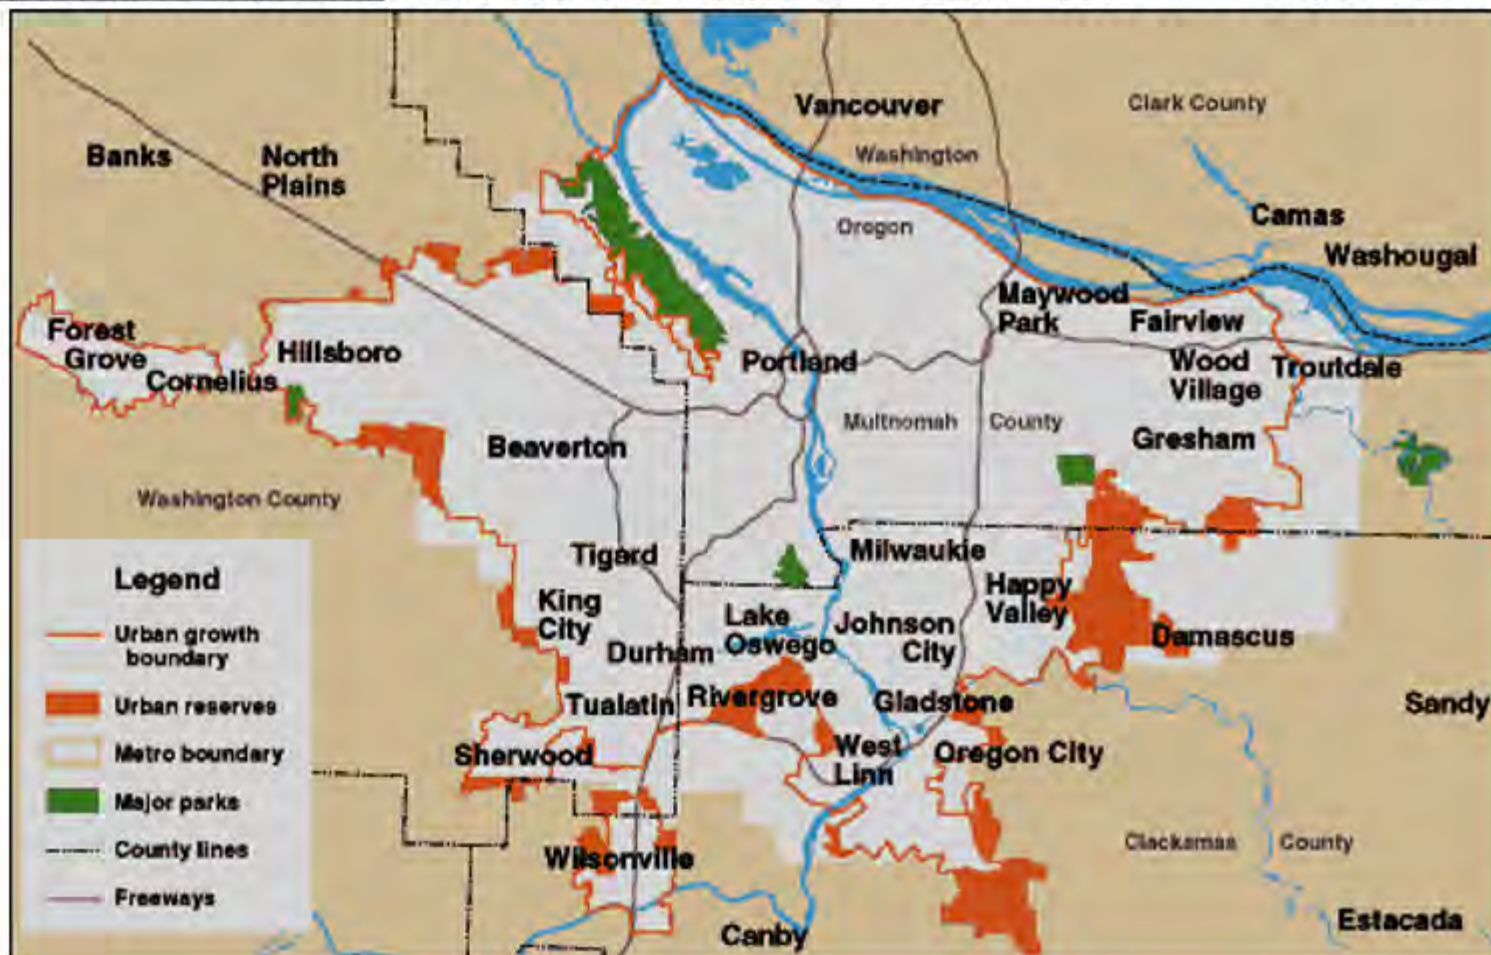 Vancouver
Clark County
Banks
North
Plains
Washington
Camas
Oregon
Washougal
Maywood
Park
Fairview
Forest
Grove
Hillsboro
Cornelius
Portland
Wood
Village
Troutdale
Multnomah
County
Gresham
Beaverton
Washington County
Tigard
Milwaukie
Happy
Valley
King
City
Lake
Oswego
Johnson
City
Damascus
Durham
Tualatin
Rivergrove
Gladstone
Sandy
Sherwood
West
Linn
Oregon City
Clackamas
County
Wilsonville
Canby
Estacada
Legend
Urban growth
boundary
Urban reserves
Metro boundary
Major parks
County lines
Freeways